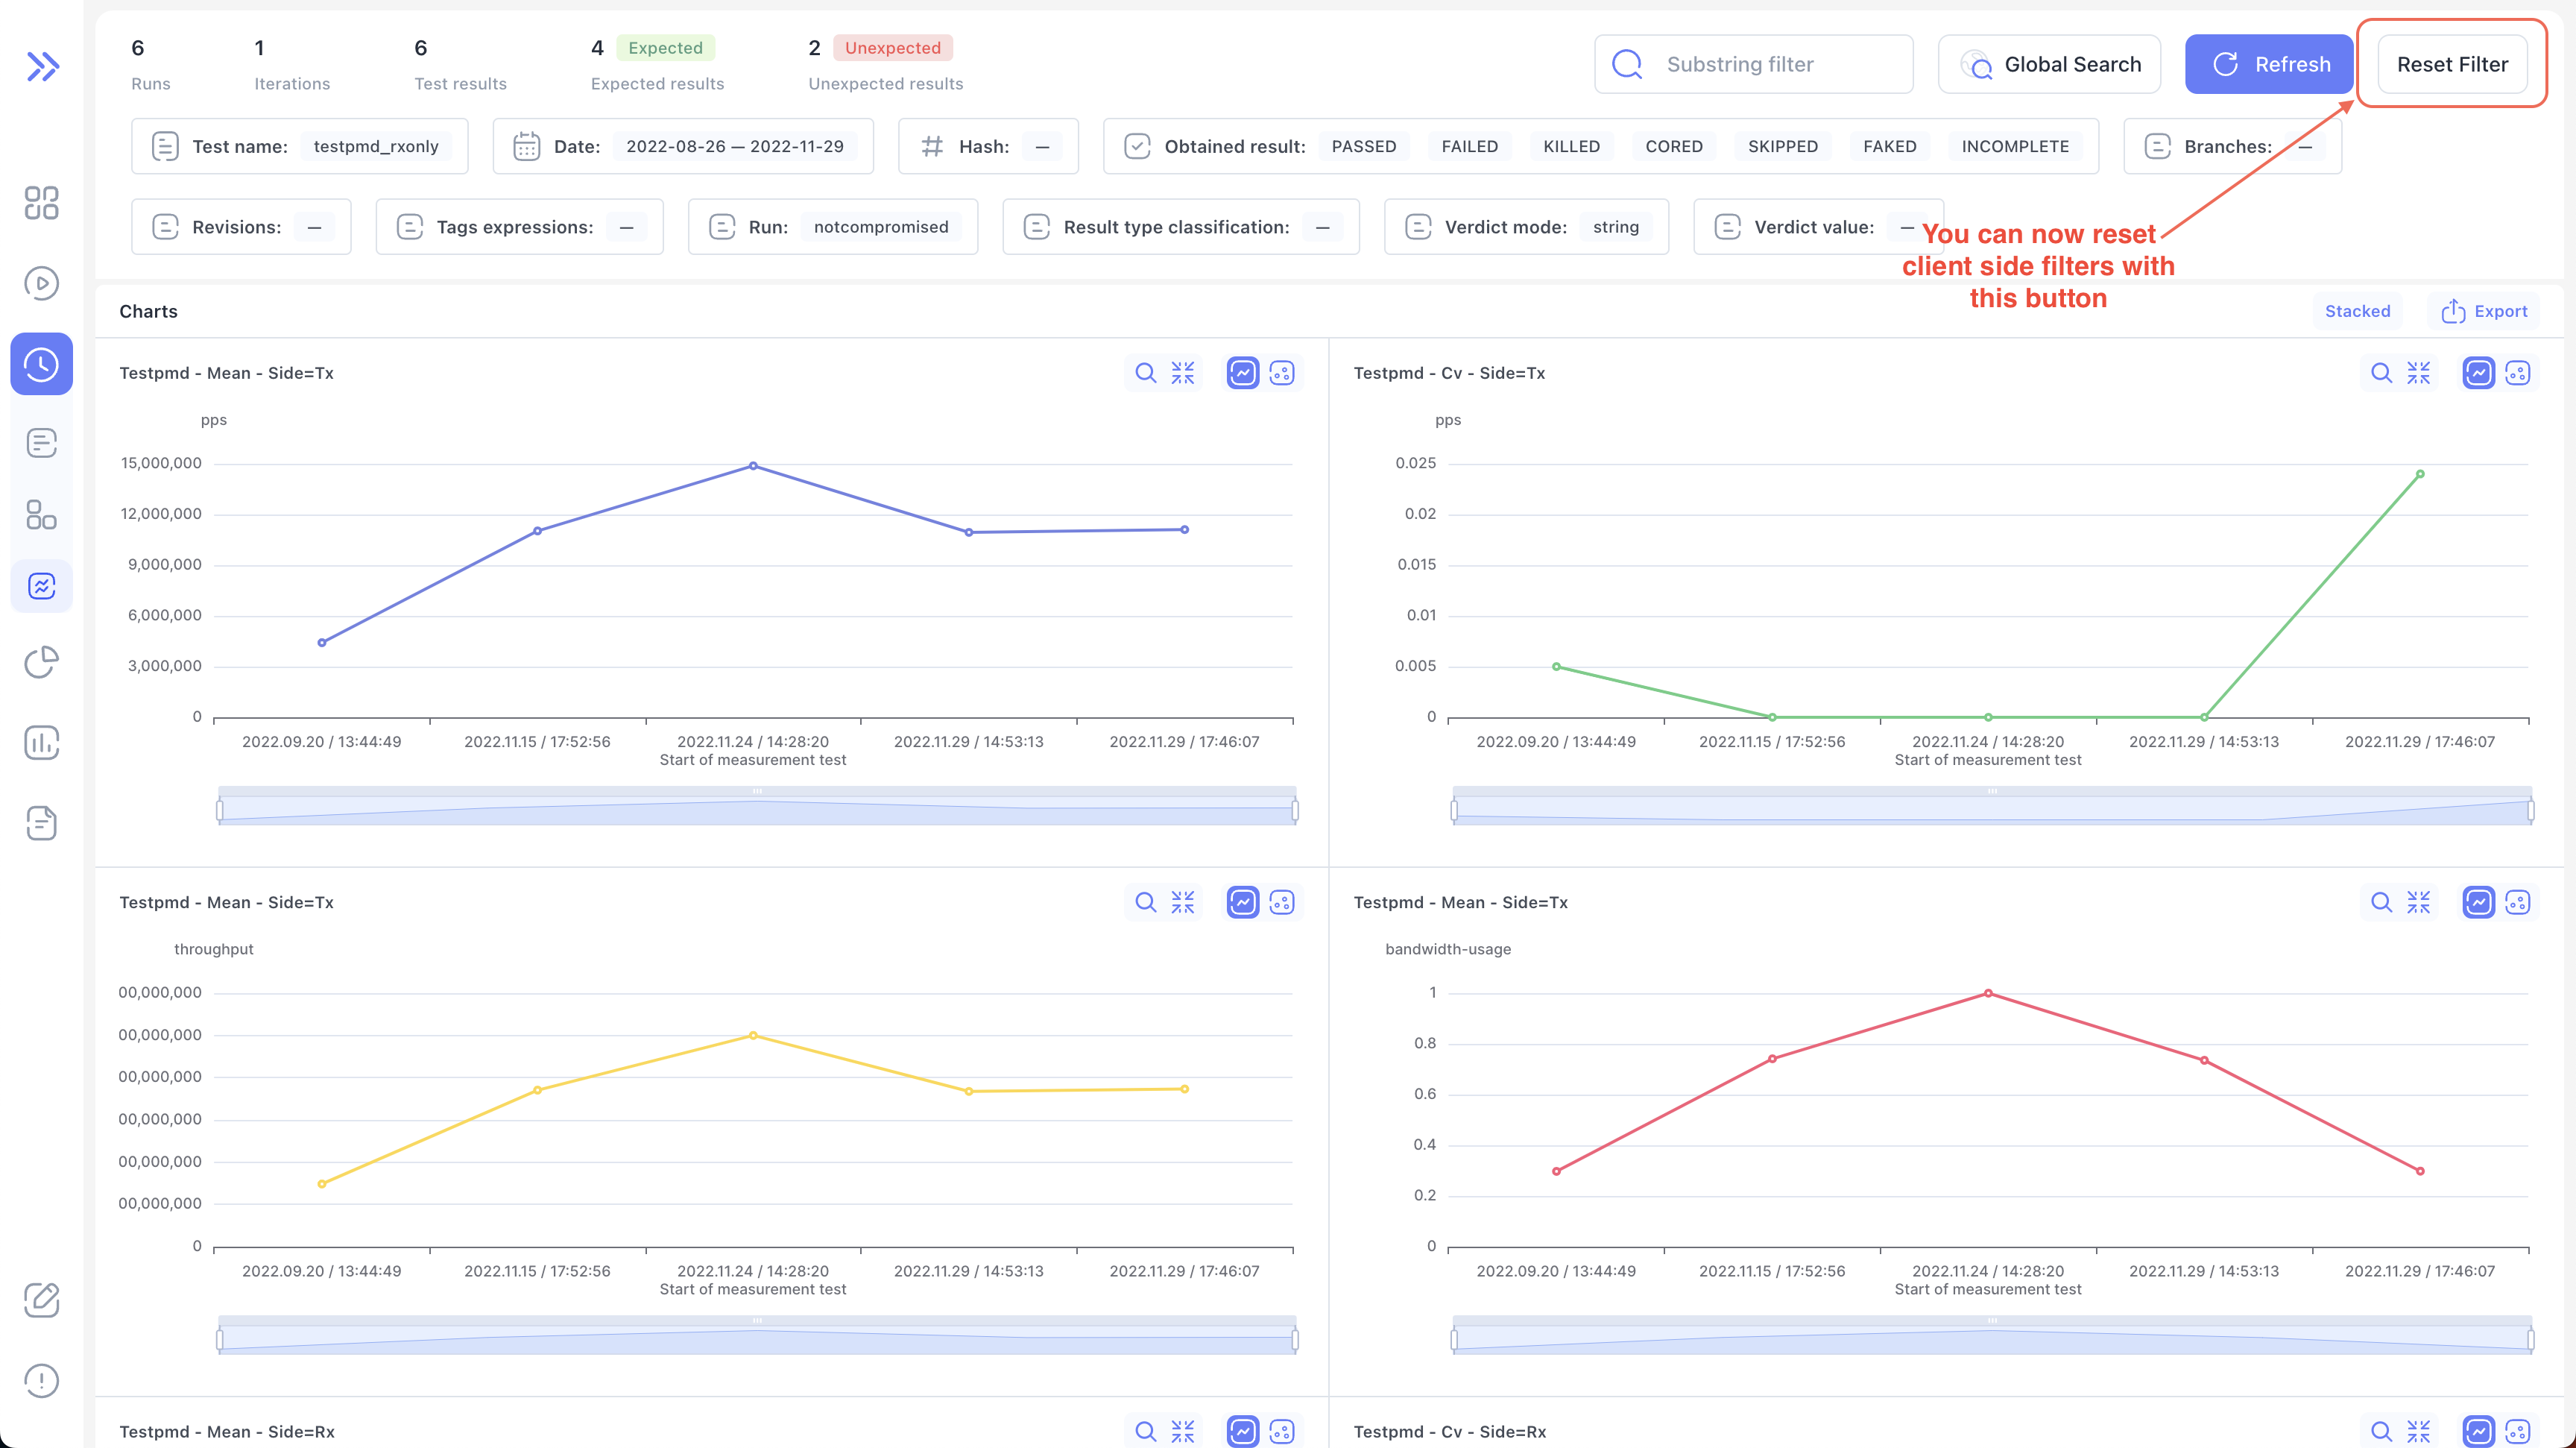 6
Runs
1
Iterations
6
Test results
4 Expected
Expected results
2 Unexpected
Unexpected results
Substring filter
Global Search
Refresh
Reset Filter
Test name: testpmd_rxonly
Date: 2022-08-26 — 2022-11-29
Hash: —
Obtained result: PASSED FAILED KILLED CORED SKIPPED FAKED INCOMPLETE
Branches: —
Revisions: —
Tags expressions: —
Run: notcompromised
Result type classification: —
Verdict mode: string
Verdict value: —
You can now reset
client side filters with
this button
Charts
Stacked
Export
Testpmd - Mean - Side=Tx
pps
15,000,000
12,000,000
9,000,000
6,000,000
3,000,000
0
2022.09.20 / 13:44:49 2022.11.15 / 17:52:56 2022.11.24 / 14:28:20 2022.11.29 / 14:53:13 2022.11.29 / 17:46:07
Start of measurement test
Testpmd - Cv - Side=Tx
pps
0.025
0.02
0.015
0.01
0.005
0
2022.09.20 / 13:44:49 2022.11.15 / 17:52:56 2022.11.24 / 14:28:20 2022.11.29 / 14:53:13 2022.11.29 / 17:46:07
Start of measurement test
Testpmd - Mean - Side=Tx
throughput
00,000,000
00,000,000
00,000,000
00,000,000
00,000,000
00,000,000
0
2022.09.20 / 13:44:49 2022.11.15 / 17:52:56 2022.11.24 / 14:28:20 2022.11.29 / 14:53:13 2022.11.29 / 17:46:07
Start of measurement test
Testpmd - Mean - Side=Tx
bandwidth-usage
1
0.8
0.6
0.4
0.2
0
2022.09.20 / 13:44:49 2022.11.15 / 17:52:56 2022.11.24 / 14:28:20 2022.11.29 / 14:53:13 2022.11.29 / 17:46:07
Start of measurement test
Testpmd - Mean - Side=Rx
Testpmd - Cv - Side=Rx